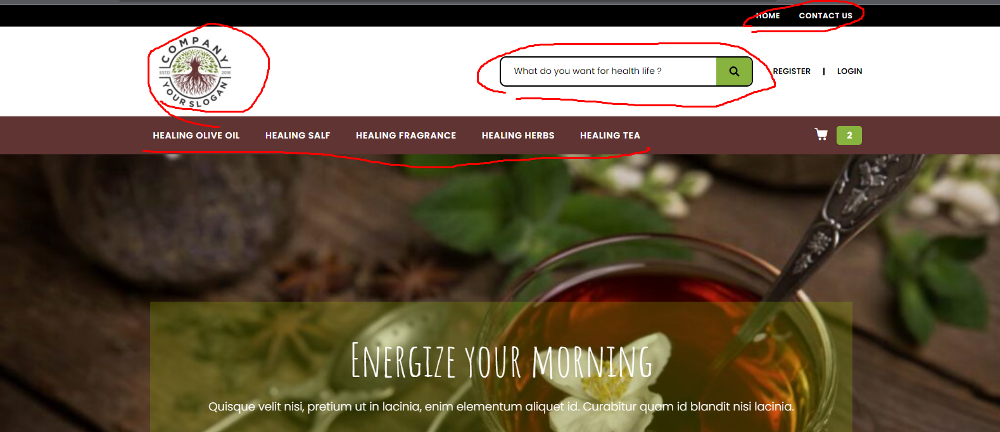 HOME CONTACT US
COMPANY
ESTD 2018
YOUR SLOGAN
What do you want for health life ?
REGISTER | LOGIN
HEALING OLIVE OIL HEALING SALF HEALING FRAGRANCE HEALING HERBS HEALING TEA 2
Energize your morning
Quisque velit nisi, pretium ut in lacinia, enim elementum aliquet id. Curabitur quam id blandit nisi lacinia.